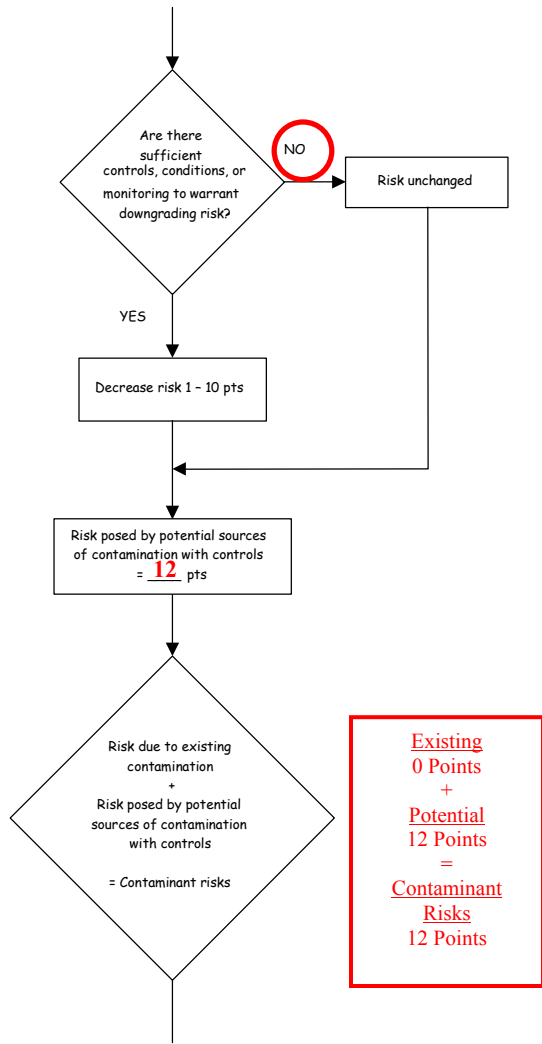 Are there
sufficient
controls, conditions, or
monitoring to warrant
downgrading risk?
NO
Risk unchanged
YES
Decrease risk 1 – 10 pts
Risk posed by potential sources
of contamination with controls
= 12 pts
Risk due to existing
contamination
+
Risk posed by potential
sources of contamination
with controls
= Contaminant risks
Existing
0 Points
+
Potential
12 Points
=
Contaminant
Risks
12 Points